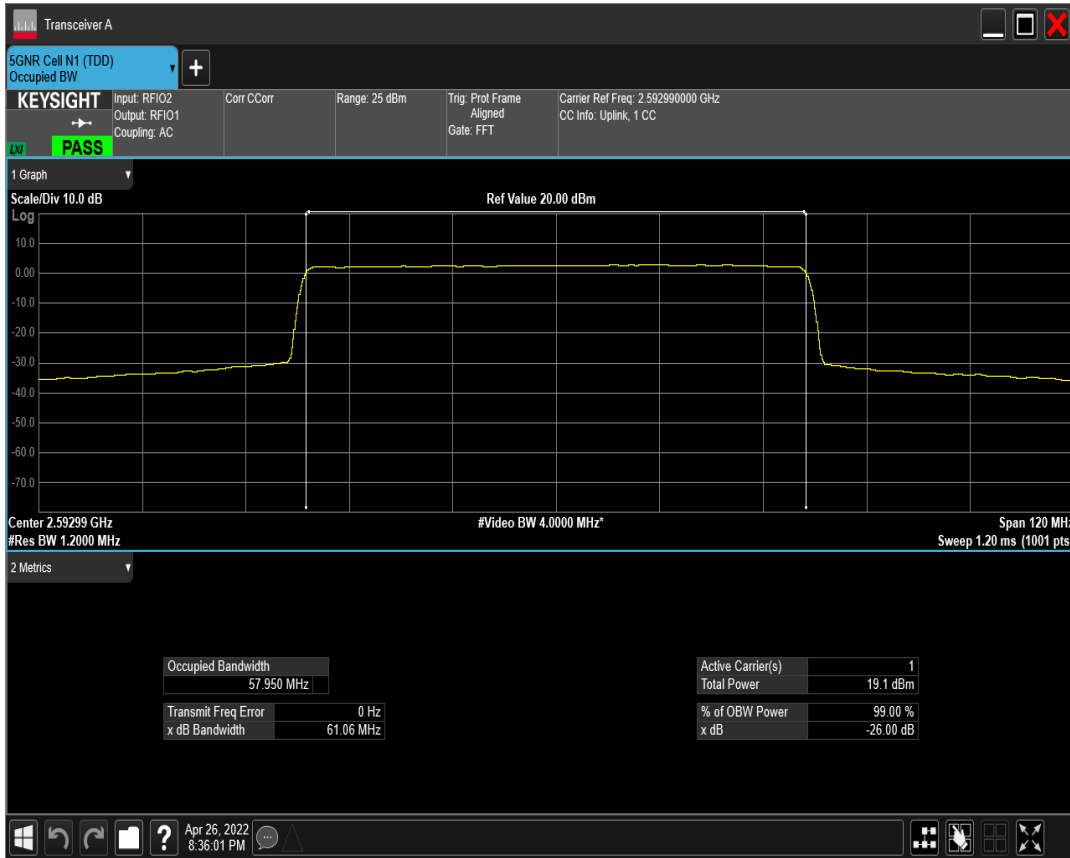 Transceiver A
5GNR Cell N1 (TDD)
Occupied BW
+
KEYSIGHT
LXI
PASS
Input: RFIO2
Output: RFIO1
Coupling: AC
Corr CCorr
Range: 25 dBm
Trig: Prot Frame
Aligned
Gate: FFT
Carrier Ref Freq: 2.592990000 GHz
CC Info: Uplink, 1 CC
1 Graph
Scale/Div 10.0 dB
Ref Value 20.00 dBm
Log
10.0
0.00
-10.0
-20.0
-30.0
-40.0
-50.0
-60.0
-70.0
Center 2.59299 GHz
#Video BW 4.0000 MHz*
Span 120 MHz
#Res BW 1.2000 MHz
Sweep 1.20 ms (1001 pts
2 Metrics
Occupied Bandwidth
57.950 MHz
Transmit Freq Error 0 Hz
x dB Bandwidth 61.06 MHz
Active Carrier(s) 1
Total Power 19.1 dBm
% of OBW Power 99.00 %
x dB -26.00 dB
?
Apr 26, 2022
8:36:01 PM